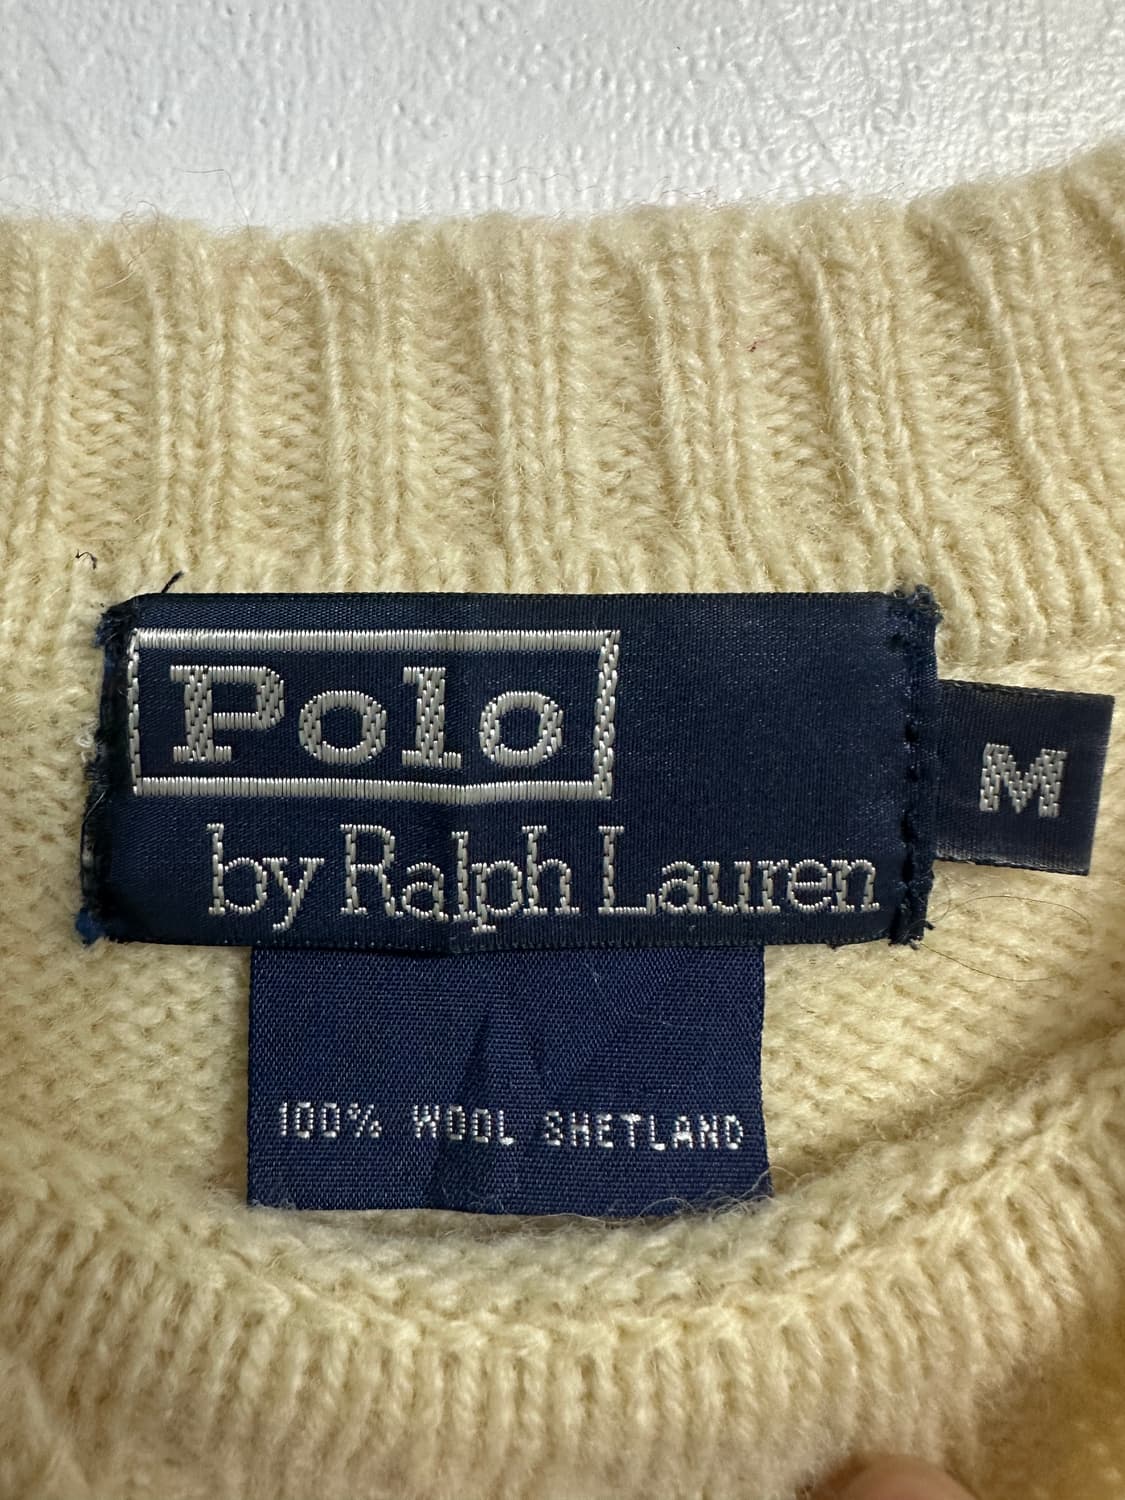 Polo
by Ralph Lauren
M
100% WOOL SHETLAND